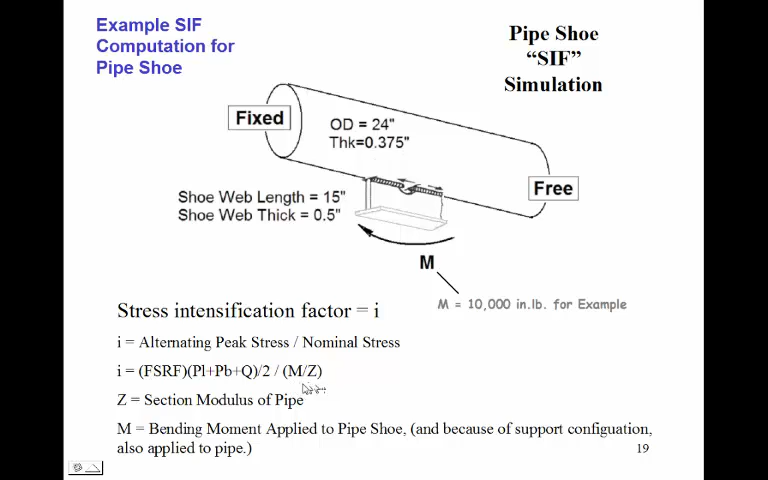 Example SIF
Computation for
Pipe Shoe
Pipe Shoe
“SIF”
Simulation
Fixed
OD = 24"
Thk=0.375"
Free
Shoe Web Length = 15"
Shoe Web Thick = 0.5"
M
M = 10,000 in.lb. for Example
Stress intensification factor = i
i = Alternating Peak Stress / Nominal Stress
i = (FSRF)(Pl+Pb+Q)/2 / (M/Z)
Z = Section Modulus of Pipe
M = Bending Moment Applied to Pipe Shoe, (and because of support configuation,
also applied to pipe.)
19